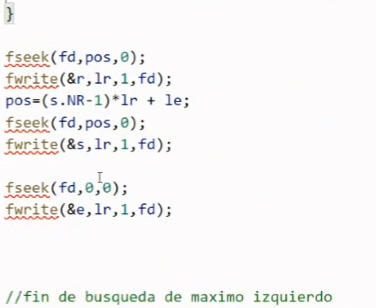 }
fseek(fd,pos,0);
fwrite(&r,lr,1,fd);
pos=(s.NR-1)*lr + le;
fseek(fd,pos,0);
fwrite(&s,lr,1,fd);
fseek(fd,0,0);
fwrite(&e,lr,1,fd);
//fin de busqueda de maximo izquierdo